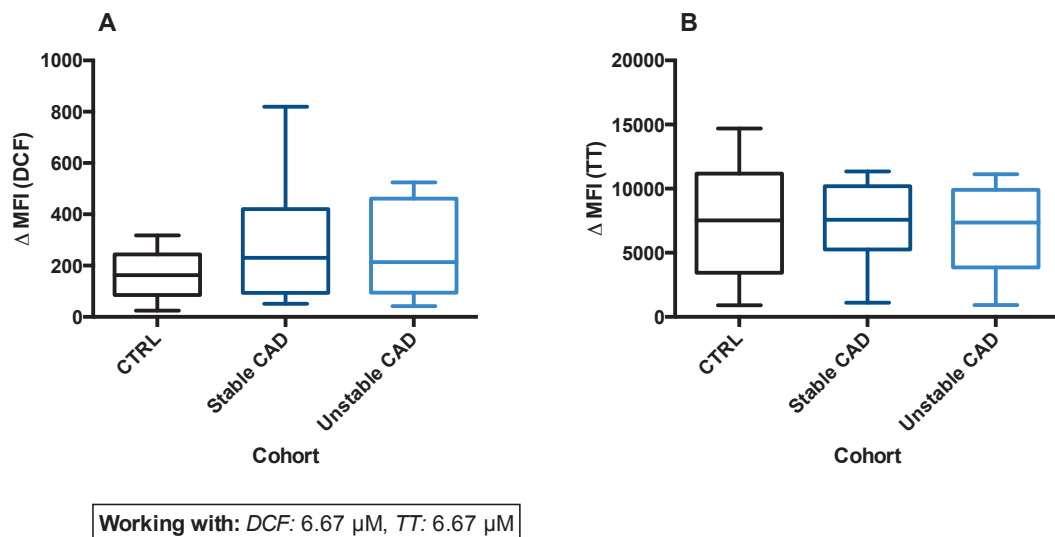 A
Δ MFI (DCF)
1000
800
600
400
200
0
CTRL
Stable CAD
Unstable CAD
Cohort
B
Δ MFI (TT)
20000
15000
10000
5000
0
CTRL
Stable CAD
Unstable CAD
Cohort
Working with: DCF: 6.67 µM, TT: 6.67 µM